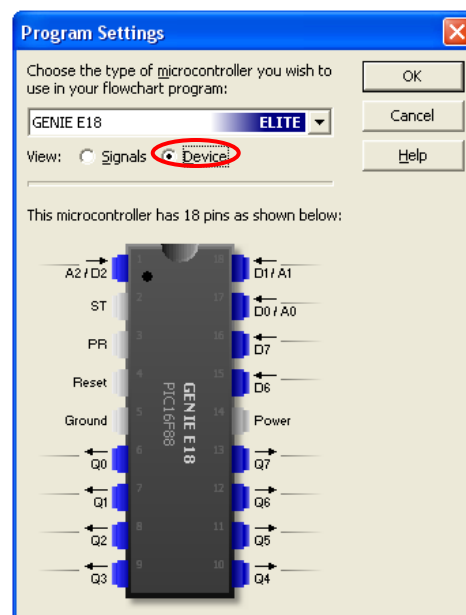 Program Settings
Choose the type of microcontroller you wish to
use in your flowchart program:
OK
GENIE E18 ELITE
Cancel
View: Signals Device
Help
This microcontroller has 18 pins as shown below:
A2 / D2 1 18 D1 / A1
ST 2 17 D0 / A0
PR 3 16 D7
Reset 4 15 D6
Ground 5 14 Power
GENIE E18
PIC16F88
Q0 6 13 Q7
Q1 7 12 Q6
Q2 8 11 Q5
Q3 9 10 Q4